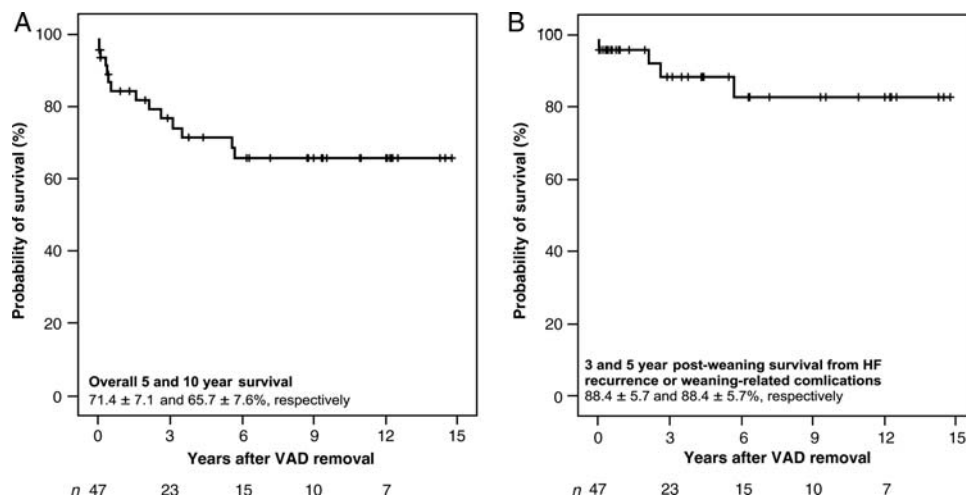 A
Probability of survival (%)
100
80
60
40
20
0
Overall 5 and 10 year survival
71.4 ± 7.1 and 65.7 ± 7.6%, respectively
0 3 6 9 12 15
Years after VAD removal
n 47 23 15 10 7
B
Probability of survival (%)
100
80
60
40
20
0
3 and 5 year post-weaning survival from HF
recurrence or weaning-related comlications
88.4 ± 5.7 and 88.4 ± 5.7%, respectively
0 3 6 9 12 15
Years after VAD removal
n 47 23 15 10 7